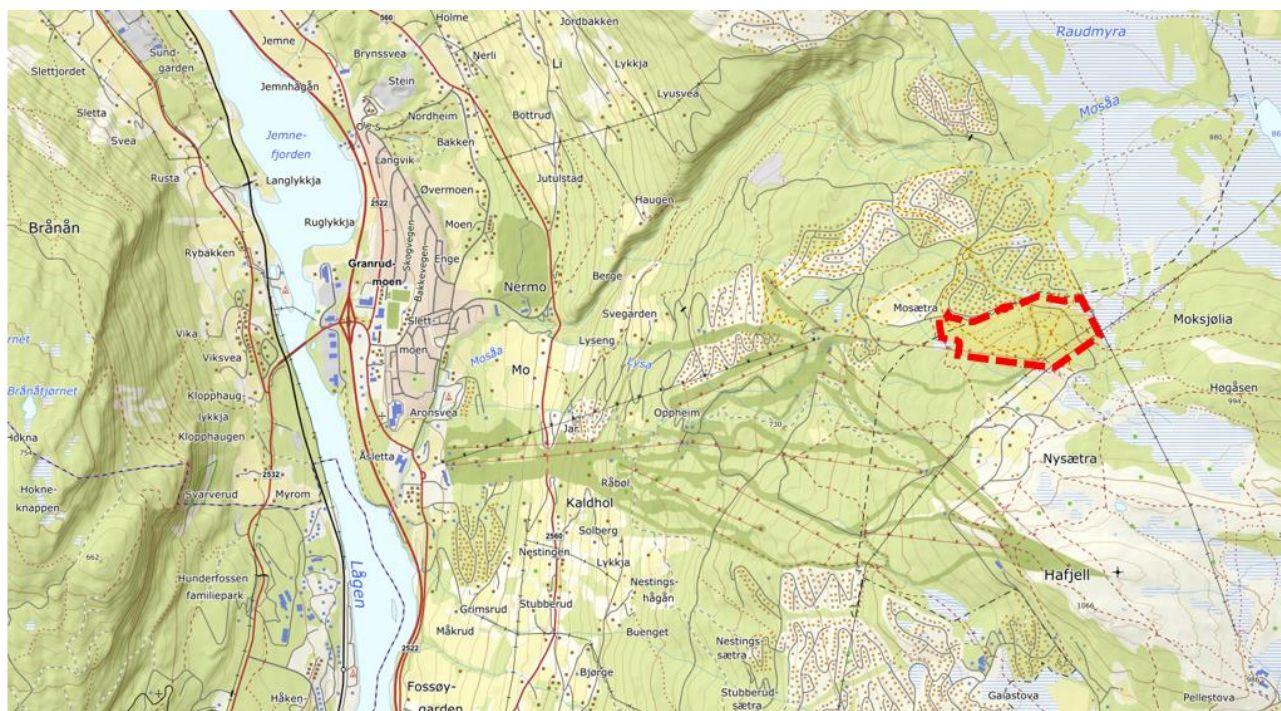 Holme
560
Jemne
Jordbakken
Sund-
garden
Brynssvea
Nerli
Li
Lykkja
Slettjordet
Stein
Raudmyra
Jemnhågån
Lyusvea
Sletta
Nordheim
Bottrud
Mosåa
Svea
Jemne-
fjorden
Bakken
880
Langvik
Rusta
Langlykkja
Jutulstad
Øvermoen
2522
Haugen
Brånån
Ruglykkja
Moen
Skogvegen
Bakkevegen
Rybakken
Enge
Granrud-
moen
Berge
Nermo
Slett-
moen
Svegarden
Mosætra
Moksjølia
Vika
Viksvea
Lyseng
Mosåa
Lysa
Mo
Brånåtjørnet
Klopphaug-
lykkja
Høgåsen
994
Aronsvea
Oppheim
Klopphaugen
Jar
730
754
Åsletta
2532
Nysætra
Hokne-
knappen
Svarverud
Myrom
Råbøl
Kaldhol
Solberg
662
2560
Nestingen
Lågen
Hunderfossen
familiepark
Lykkja
Hafjell
Nestings-
hågån
Grimsrud
Stubberud
1066
Måkrud
2522
Buenget
Nestings-
sætra
Bjørge
Håken-
Fossøy-
garden
Stubberud-
sætra
Gaiastova
Pellestova